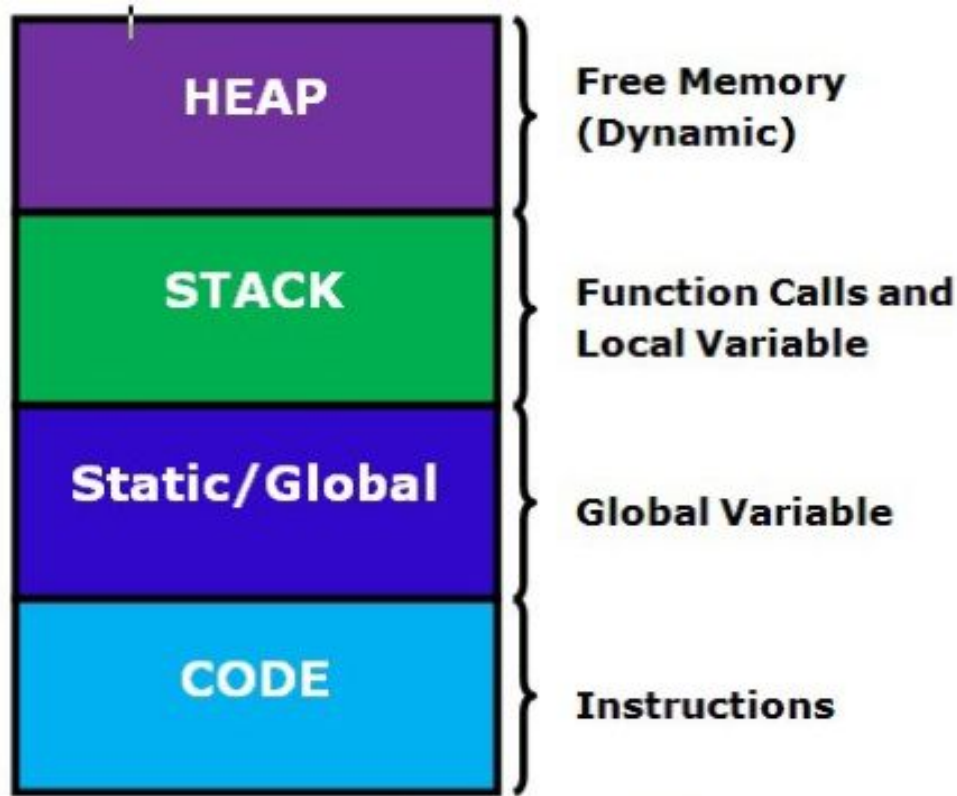 HEAP
Free Memory
(Dynamic)
STACK
Function Calls and
Local Variable
Static/Global
Global Variable
CODE
Instructions